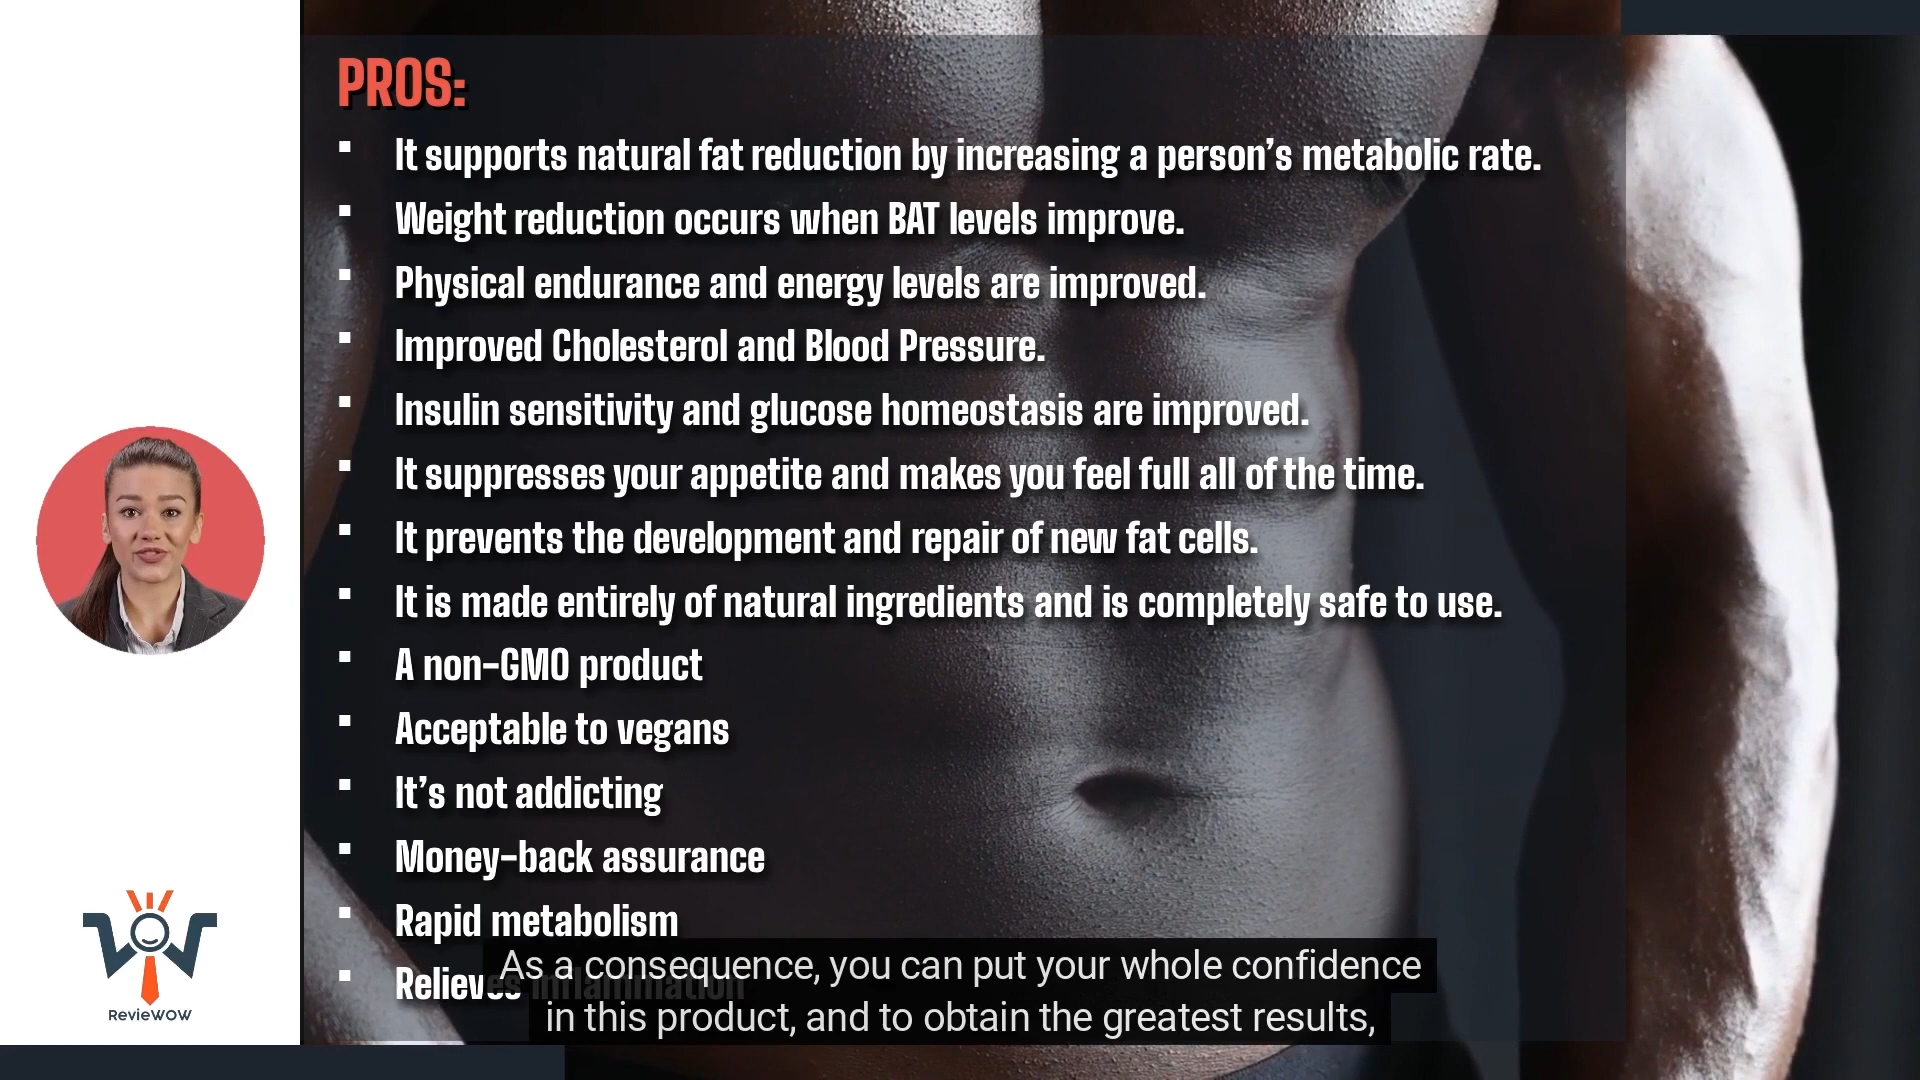 PROS:
▪ It supports natural fat reduction by increasing a person’s metabolic rate.
▪ Weight reduction occurs when BAT levels improve.
▪ Physical endurance and energy levels are improved.
▪ Improved Cholesterol and Blood Pressure.
▪ Insulin sensitivity and glucose homeostasis are improved.
▪ It suppresses your appetite and makes you feel full all of the time.
▪ It prevents the development and repair of new fat cells.
▪ It is made entirely of natural ingredients and is completely safe to use.
▪ A non-GMO product
▪ Acceptable to vegans
▪ It’s not addicting
▪ Money-back assurance
▪ Rapid metabolism
▪ Relieves inflammation
As a consequence, you can put your whole confidence
in this product, and to obtain the greatest results,
RevieWOW